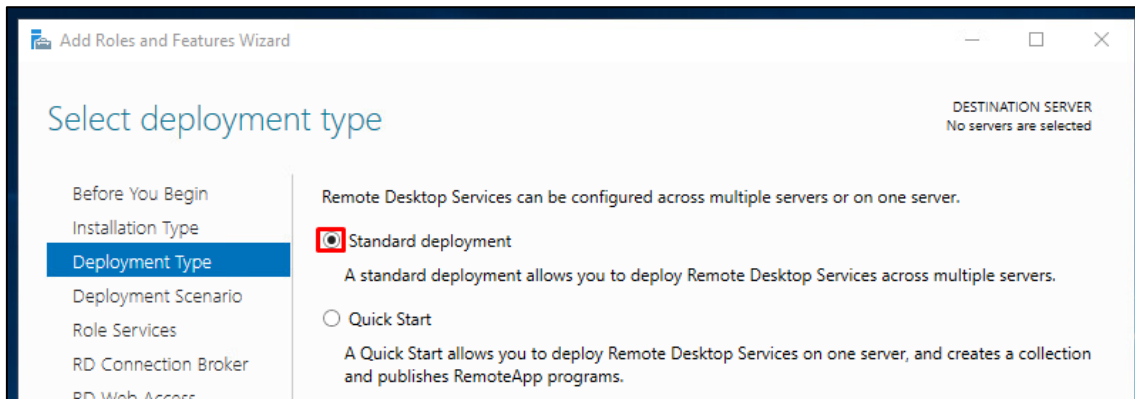 Add Roles and Features Wizard
Select deployment type
DESTINATION SERVER
No servers are selected
Before You Begin
Installation Type
Deployment Type
Deployment Scenario
Role Services
RD Connection Broker
RD Web Access
Remote Desktop Services can be configured across multiple servers or on one server.
Standard deployment
A standard deployment allows you to deploy Remote Desktop Services across multiple servers.
Quick Start
A Quick Start allows you to deploy Remote Desktop Services on one server, and creates a collection
and publishes RemoteApp programs.